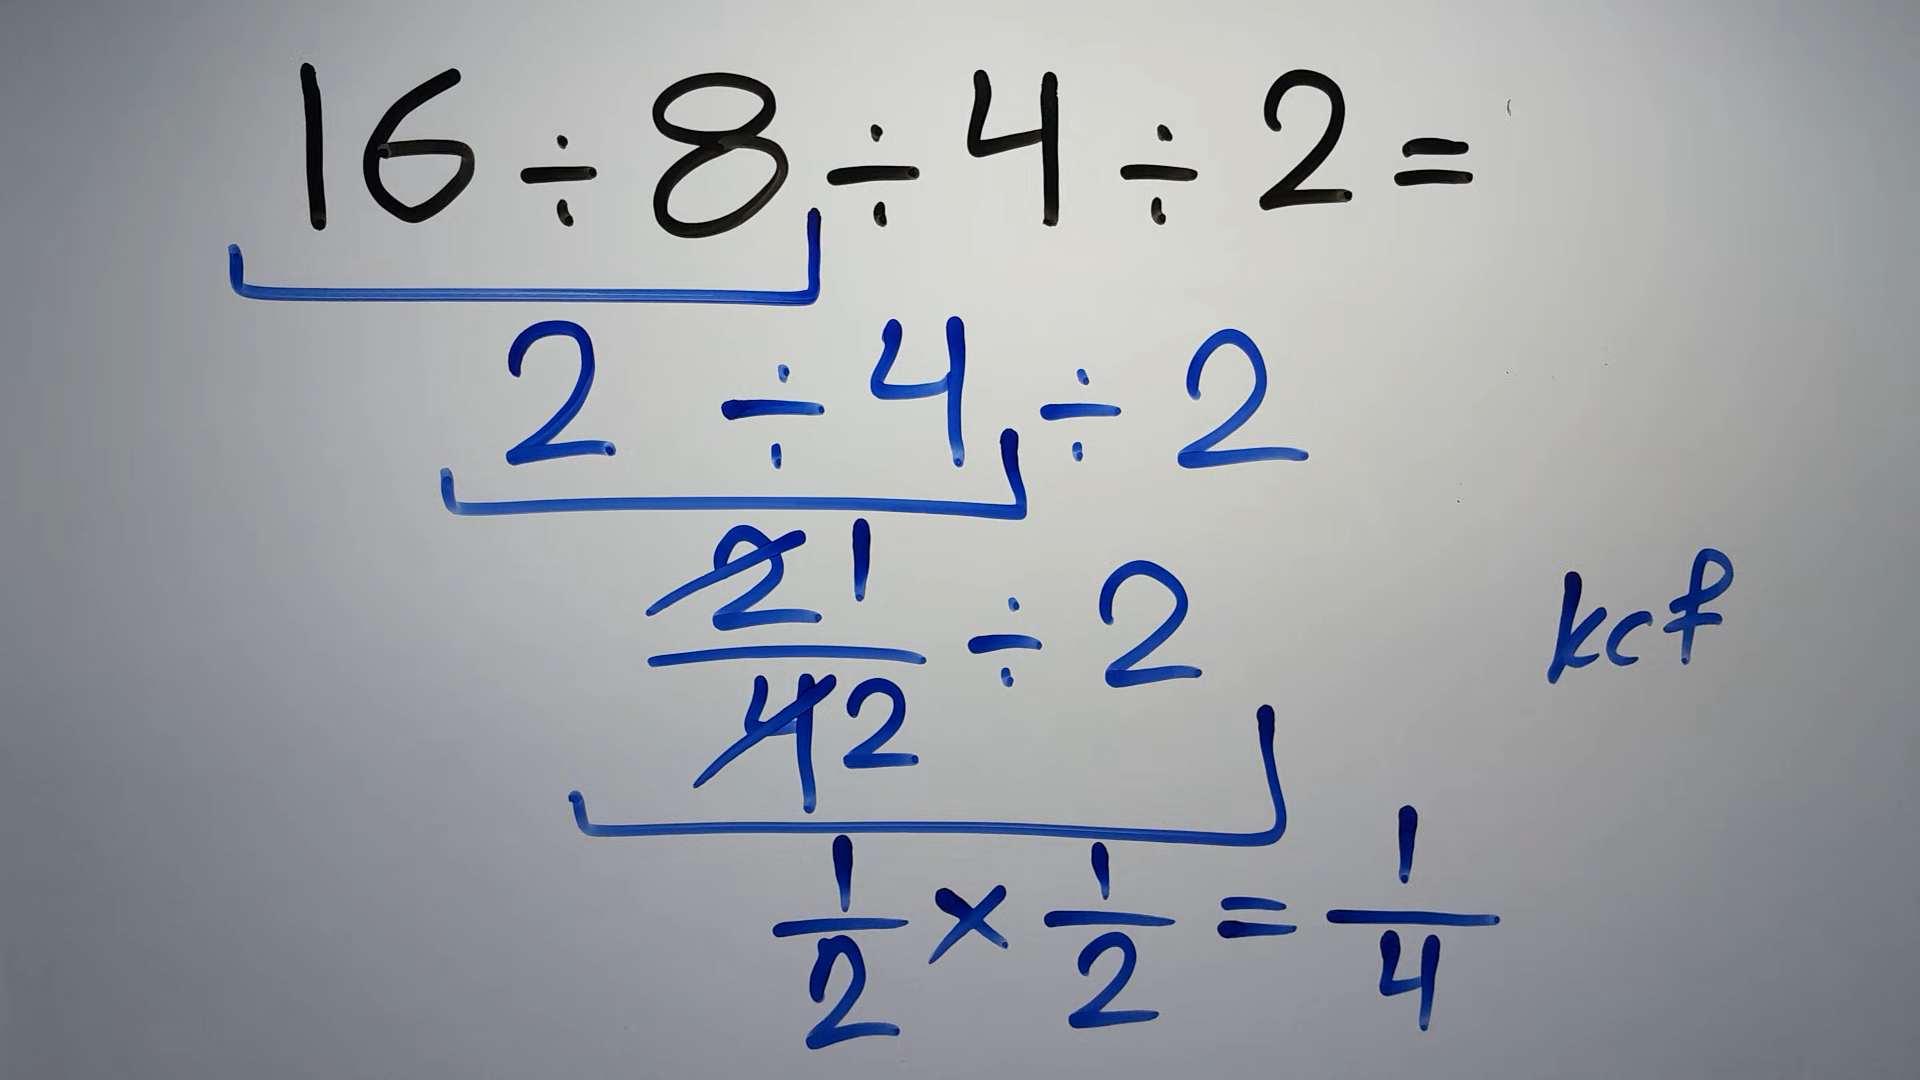 16 ÷ 8 ÷ 4 ÷ 2 =
2 ÷ 4 ÷ 2
2 1 / 4 2 ÷ 2
kcf
1/2 × 1/2 = 1/4